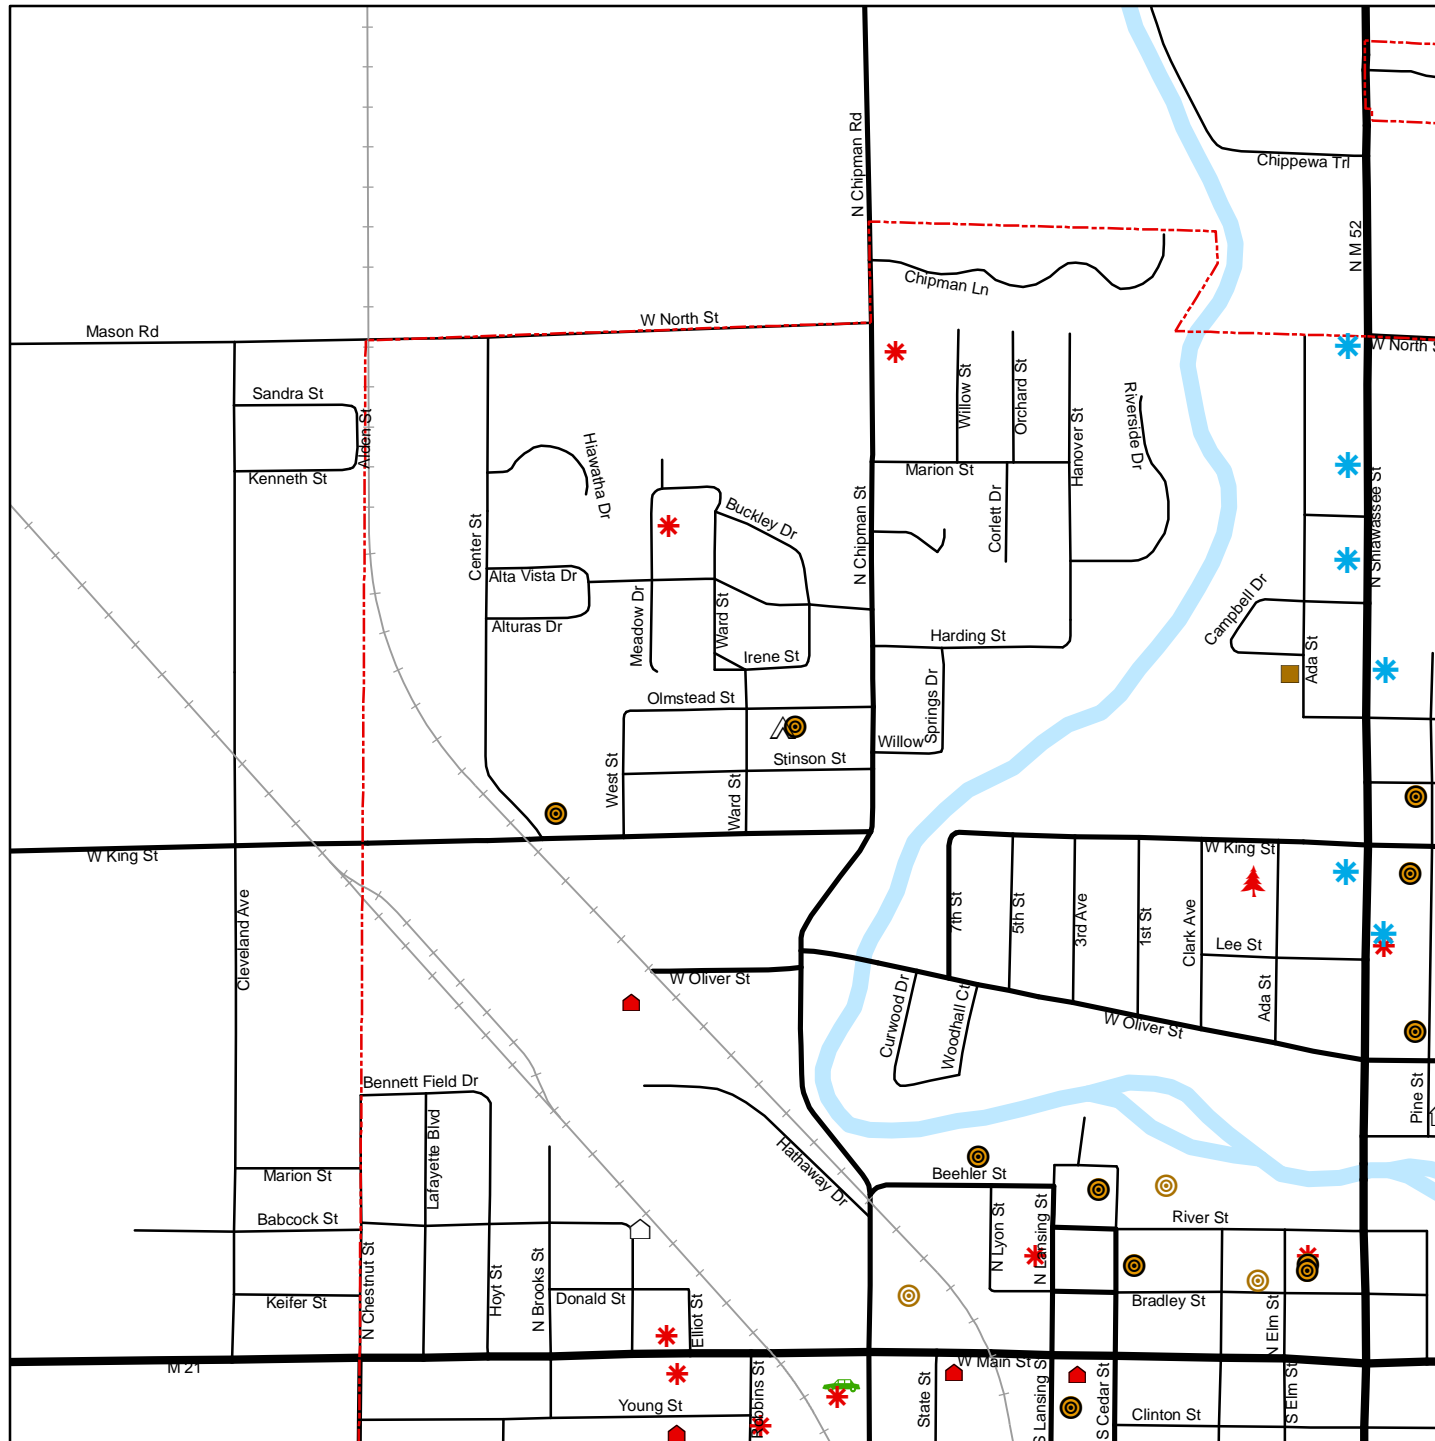 N Chipman Rd
Chippewa Trl
N M 52
Chipman Ln
Mason Rd
W North St
W North S
Sandra St
Alden St
Kenneth St
Hiawatha Dr
Willow St
Orchard St
Hanover St
Riverside Dr
Marion St
Buckley Dr
Center St
N Chipman St
Corlett Dr
N Shiawassee St
Alta Vista Dr
Alturas Dr
Meadow Dr
Ward St
Irene St
Harding St
Campbell Dr
Ada St
Olmstead St
Willow
Springs Dr
Stinson St
West St
Ward St
W King St
W King St
Cleveland Ave
7th St
5th St
3rd Ave
1st St
Clark Ave
Lee St
Ada St
W Oliver St
Curwood Dr
Woodhall Ct
W Oliver St
Bennett Field Dr
Lafayette Blvd
Pine St
Hathaway Dr
Marion St
Beehler St
Babcock St
N Lyon St
N Lansing St
River St
N Chestnut St
Hoyt St
N Brooks St
Keifer St
Donald St
Elliot St
Bradley St
N Elm St
M 21
W Main St
Robbins St
State St
S Lansing St
S Cedar St
S Elm St
Young St
Clinton St